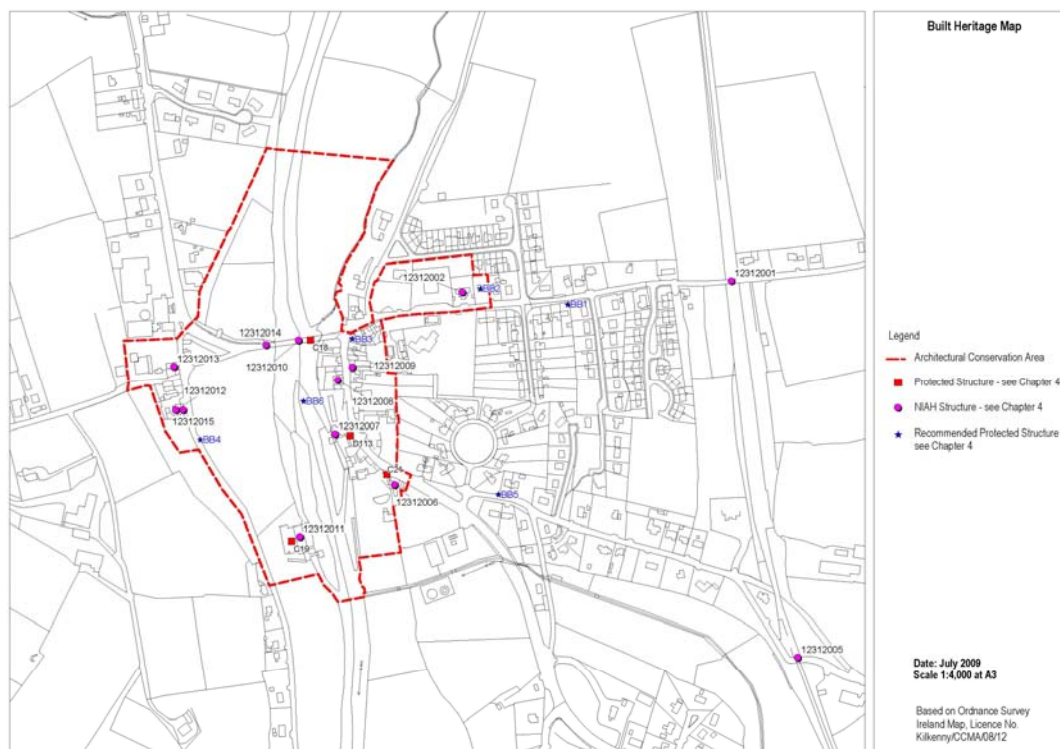 Built Heritage Map
12312001
12312002
BB2
BB1
12312014
C18
BB3
12312010
12312013
12312009
12312012
12312008
BB6
12312015
12312007
BB4
D113
C21
BB5
12312006
12312011
C19
12312005
Legend
Architectural Conservation Area
Protected Structure - see Chapter 4
NIAH Structure - see Chapter 4
Recommended Protected Structure
see Chapter 4
Date: July 2009
Scale 1:4,000 at A3
Based on Ordnance Survey
Ireland Map, Licence No.
Kilkenny/CCMA/08/12